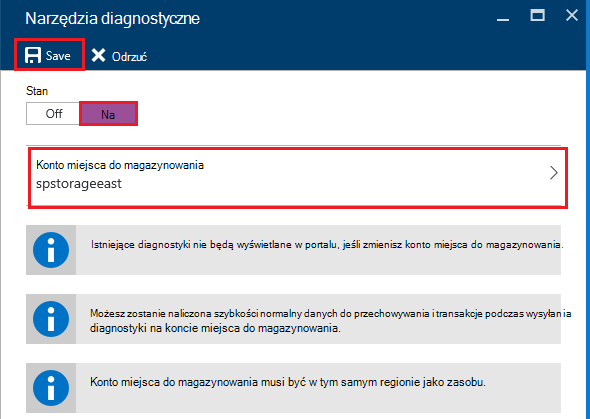 Narzędzia diagnostyczne
Save Odrzuć
Stan
Off Na
Konto miejsca do magazynowania
spstorageeast
Istniejące diagnostyki nie będą wyświetlane w portalu, jeśli zmienisz konto miejsca do magazynowania.
Możesz zostanie naliczona szybkości normalny danych do przechowywania i transakcje podczas wysyłania
diagnostyki na koncie miejsca do magazynowania.
Konto miejsca do magazynowania musi być w tym samym regionie jako zasobu.